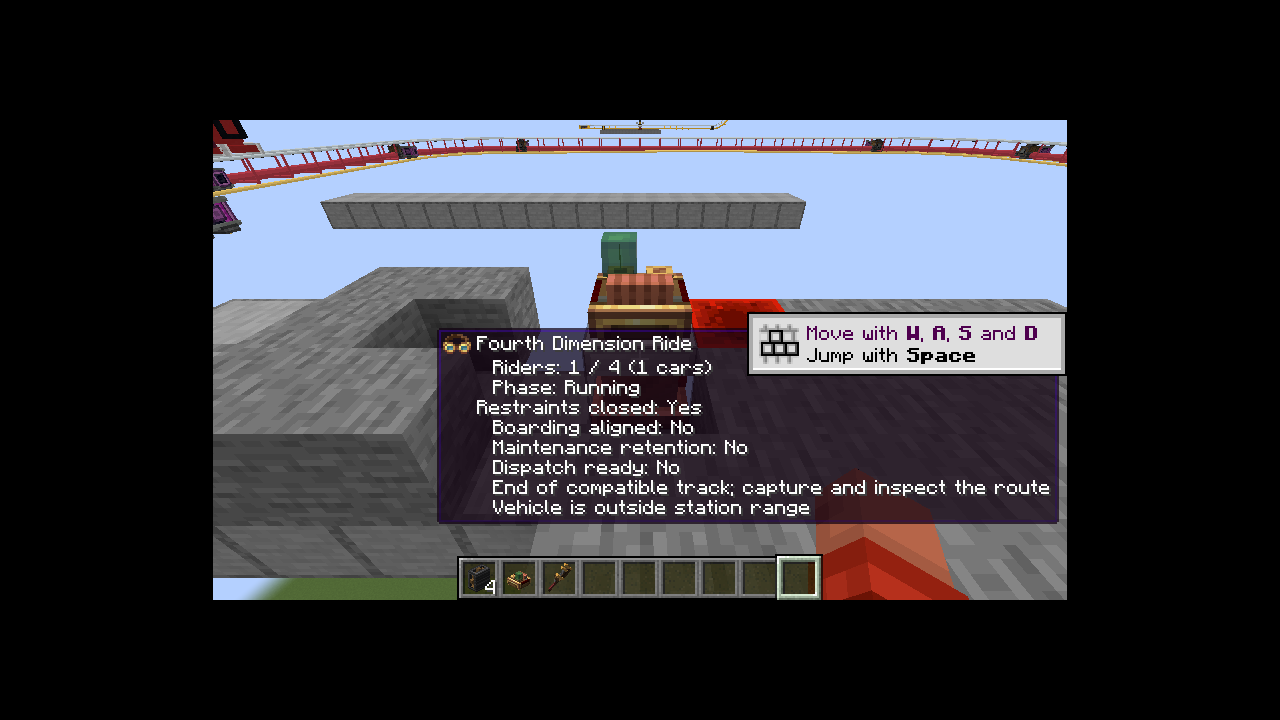 Fourth Dimension Ride
Riders: 1 / 4 (1 cars)
Phase: Running
Restraints closed: Yes
Boarding aligned: No
Maintenance retention: No
Dispatch ready: No
End of compatible track; capture and inspect the route
Vehicle is outside station range
Move with W, A, S and D
Jump with Space
4